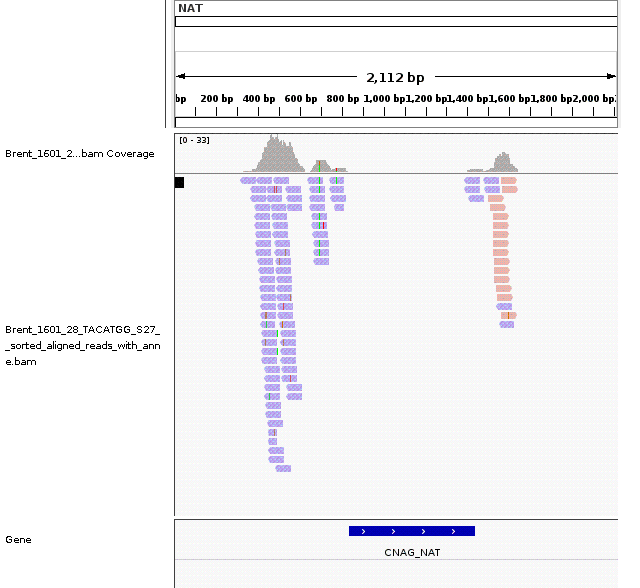 NAT
2,112 bp
bp 200 bp 400 bp 600 bp 800 bp 1,000 bp 1,200 bp 1,400 bp 1,600 bp 1,800 bp 2,000 bp
[0 - 33]
Brent_1601_2...bam Coverage
Brent_1601_28_TACATGG_S27_
_sorted_aligned_reads_with_ann
e.bam
Gene
CNAG_NAT